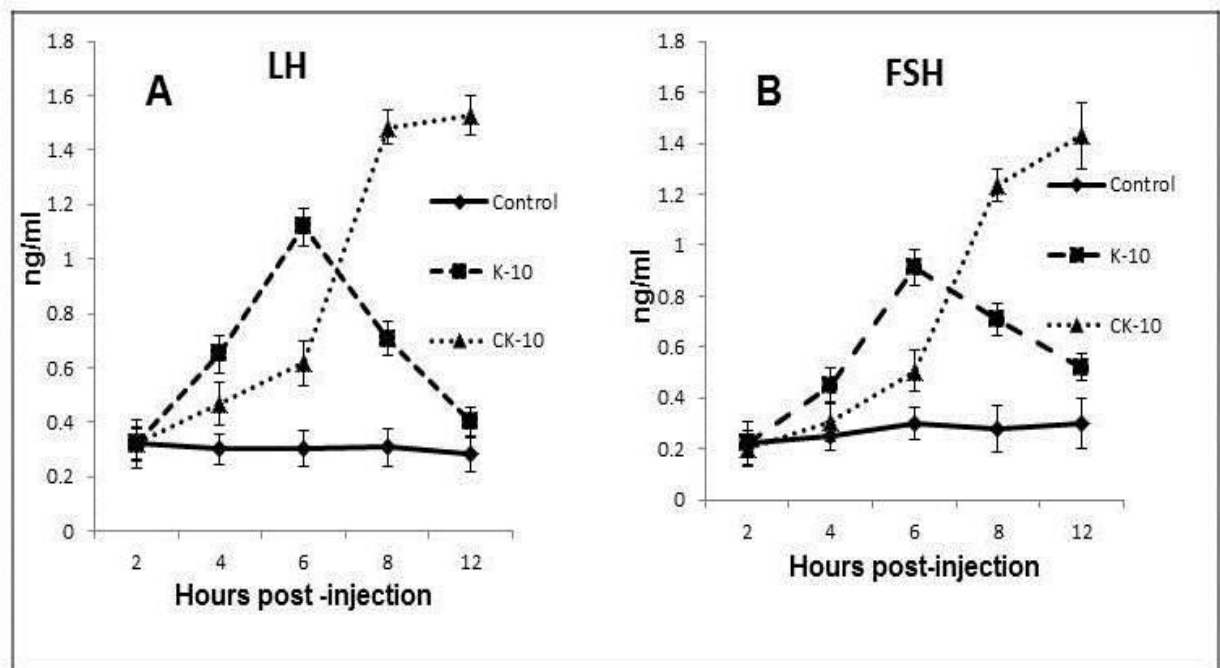 A
LH
1.8
1.6
1.4
1.2
1
0.8
0.6
0.4
0.2
0
ng/ml
Control
K-10
CK-10
2 4 6 8 12
Hours post -injection
B
FSH
1.8
1.6
1.4
1.2
1
0.8
0.6
0.4
0.2
0
ng/ml
Control
K-10
CK-10
2 4 6 8 12
Hours post-injection